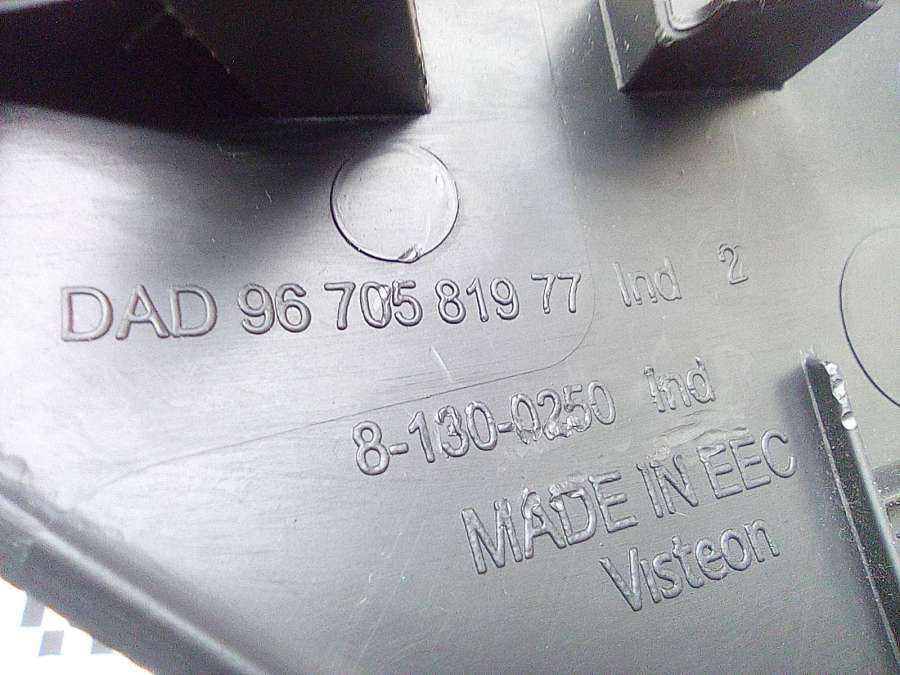 DAD 96 705 819 77 Ind 2
8-130-0250 Ind
MADE IN EEC
Visteon